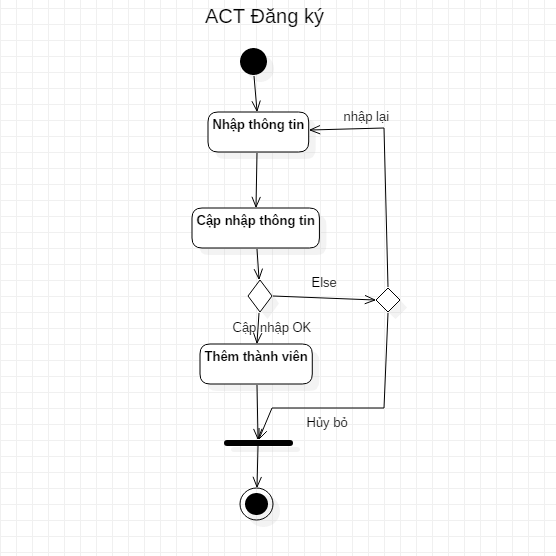 ACT Đăng ký
nhập lại
Nhập thông tin
Cập nhập thông tin
Else
Cập nhập OK
Thêm thành viên
Hủy bỏ